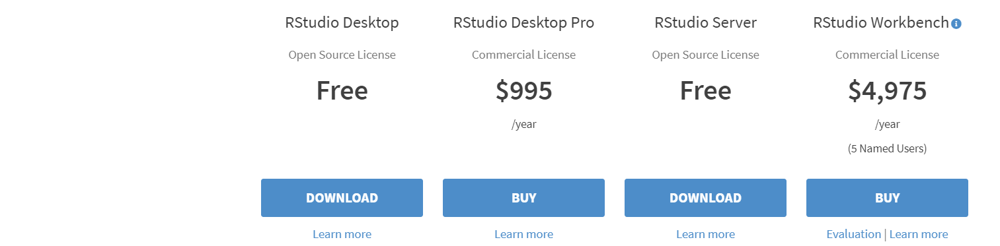 RStudio Desktop
Open Source License
Free
DOWNLOAD
Learn more
RStudio Desktop Pro
Commercial License
$995
/year
BUY
Learn more
RStudio Server
Open Source License
Free
DOWNLOAD
Learn more
RStudio Workbench
Commercial License
$4,975
/year
(5 Named Users)
BUY
Evaluation | Learn more